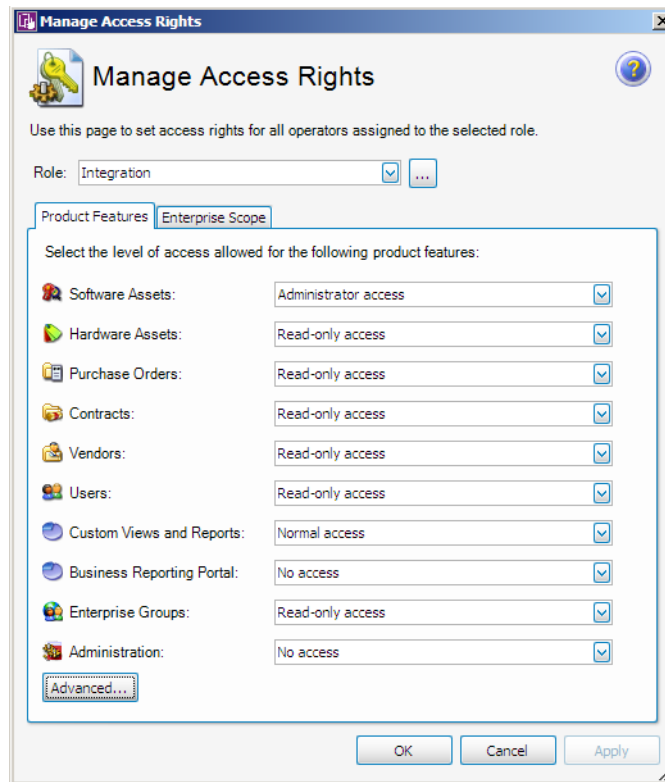 Manage Access Rights
Manage Access Rights
Use this page to set access rights for all operators assigned to the selected role.
Role: Integration ...
Product Features Enterprise Scope
Select the level of access allowed for the following product features:
Software Assets: Administrator access
Hardware Assets: Read-only access
Purchase Orders: Read-only access
Contracts: Read-only access
Vendors: Read-only access
Users: Read-only access
Custom Views and Reports: Normal access
Business Reporting Portal: No access
Enterprise Groups: Read-only access
Administration: No access
Advanced...
OK Cancel Apply